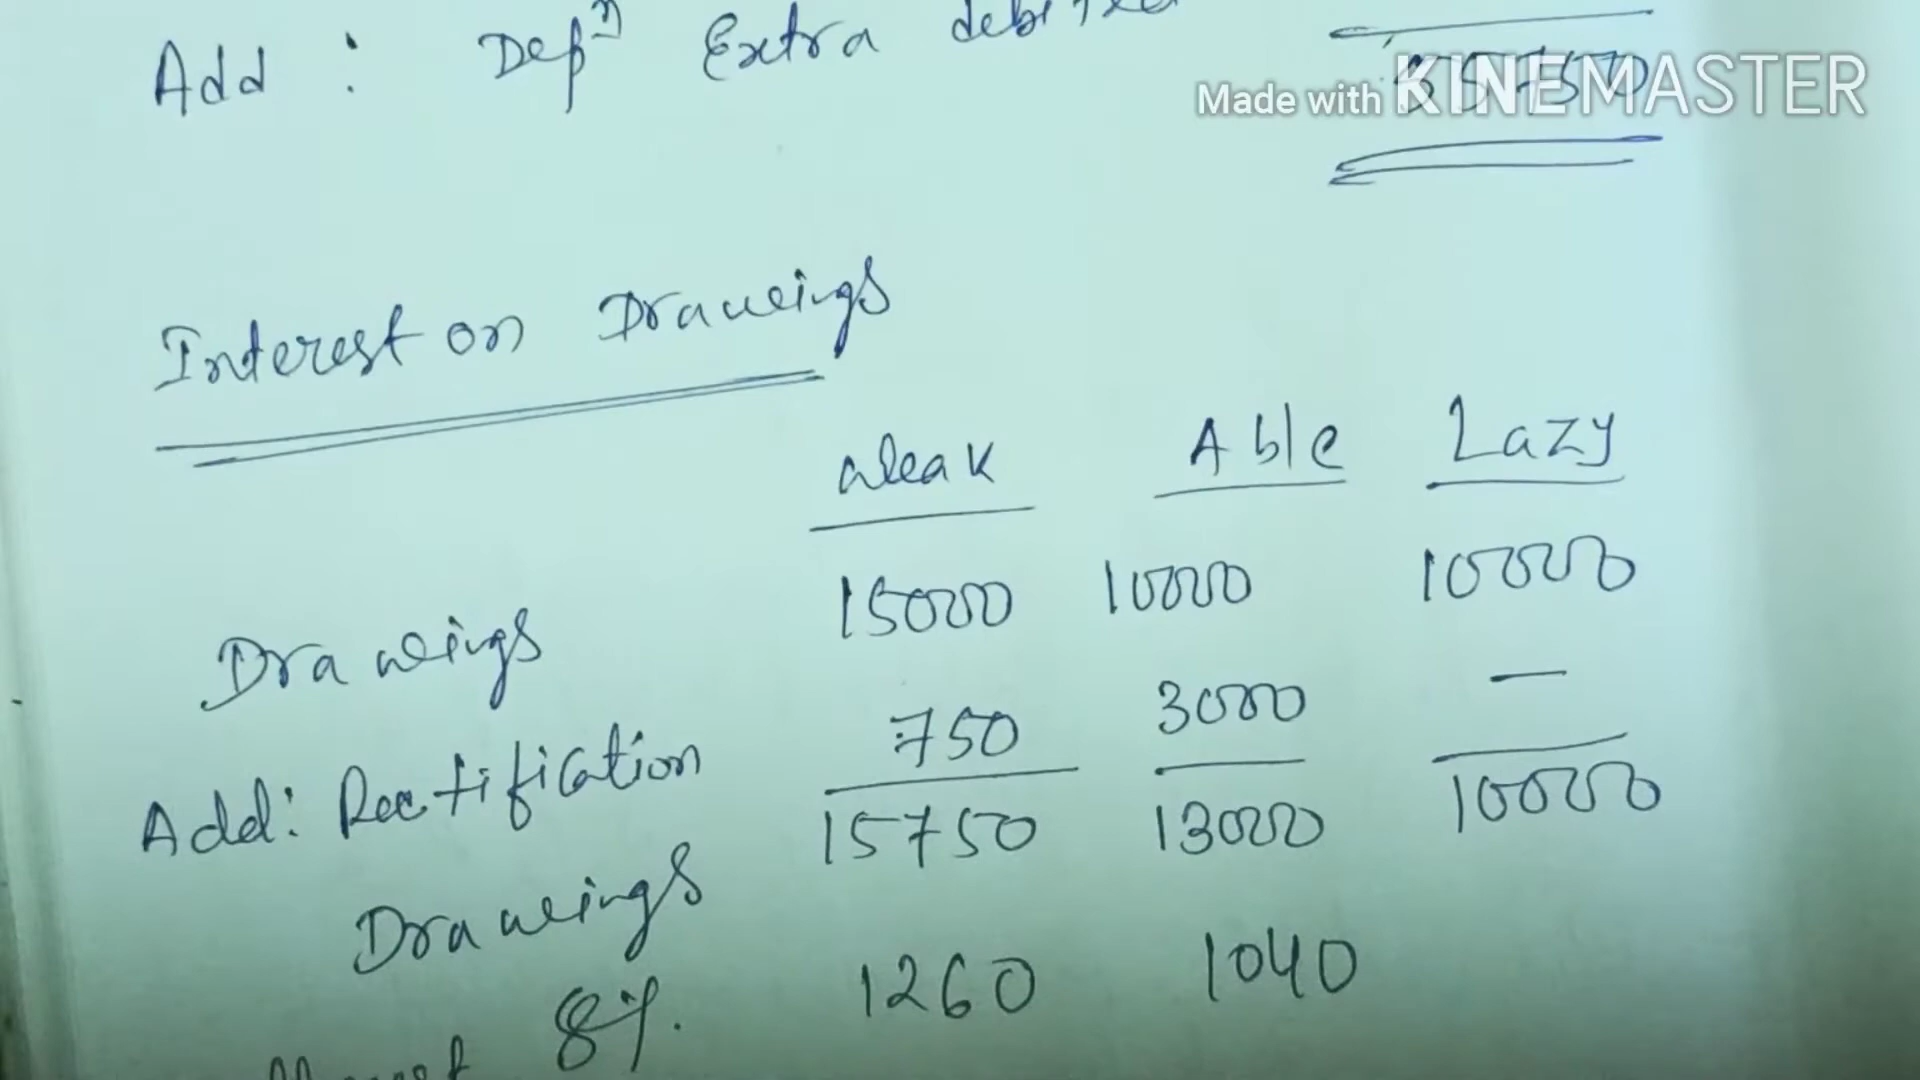 Add : Depn Extra debited
Made with KINEMASTER
Interest on Drawings
Weak Able Lazy
Drawings 15000 10000 10000
Add: Rectification 750 3000 —
15750 13000 10000
Drawings
8%. 1260 1040